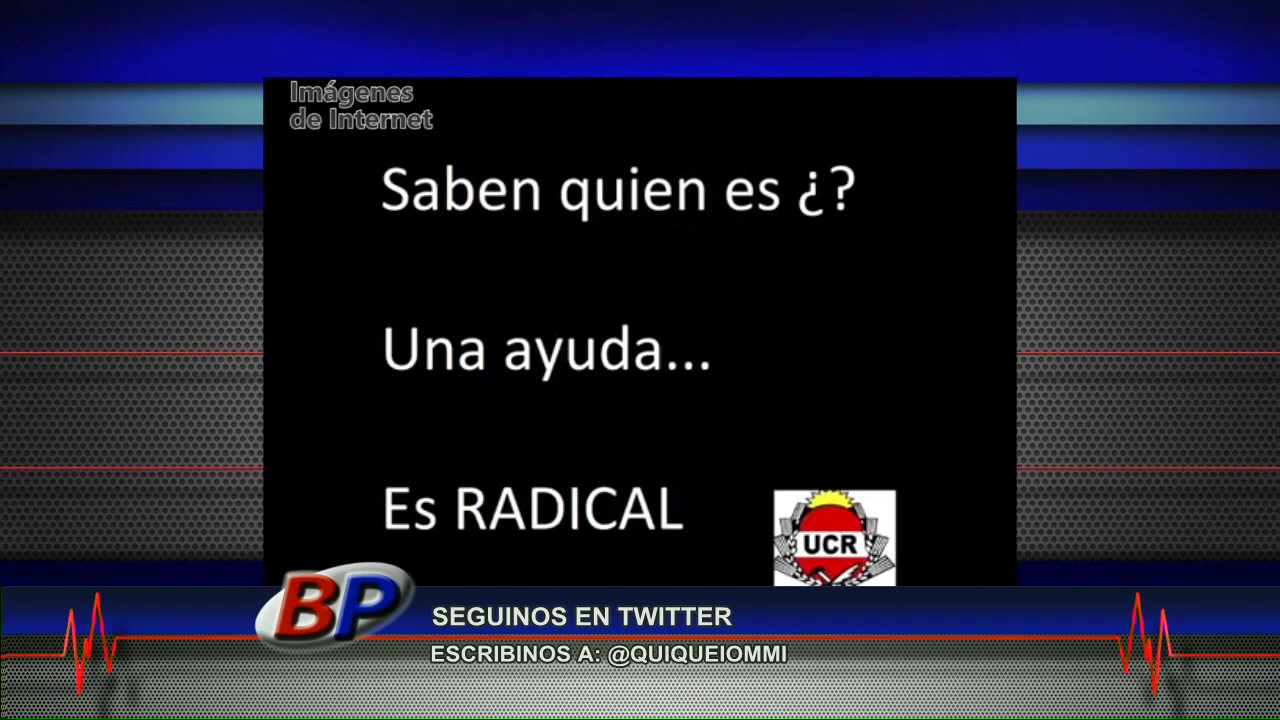 Imágenes
de Internet
Saben quien es ¿?
Una ayuda...
Es RADICAL
UCR
BP
SEGUINOS EN TWITTER
ESCRIBINOS A: @QUIQUEIOMMI